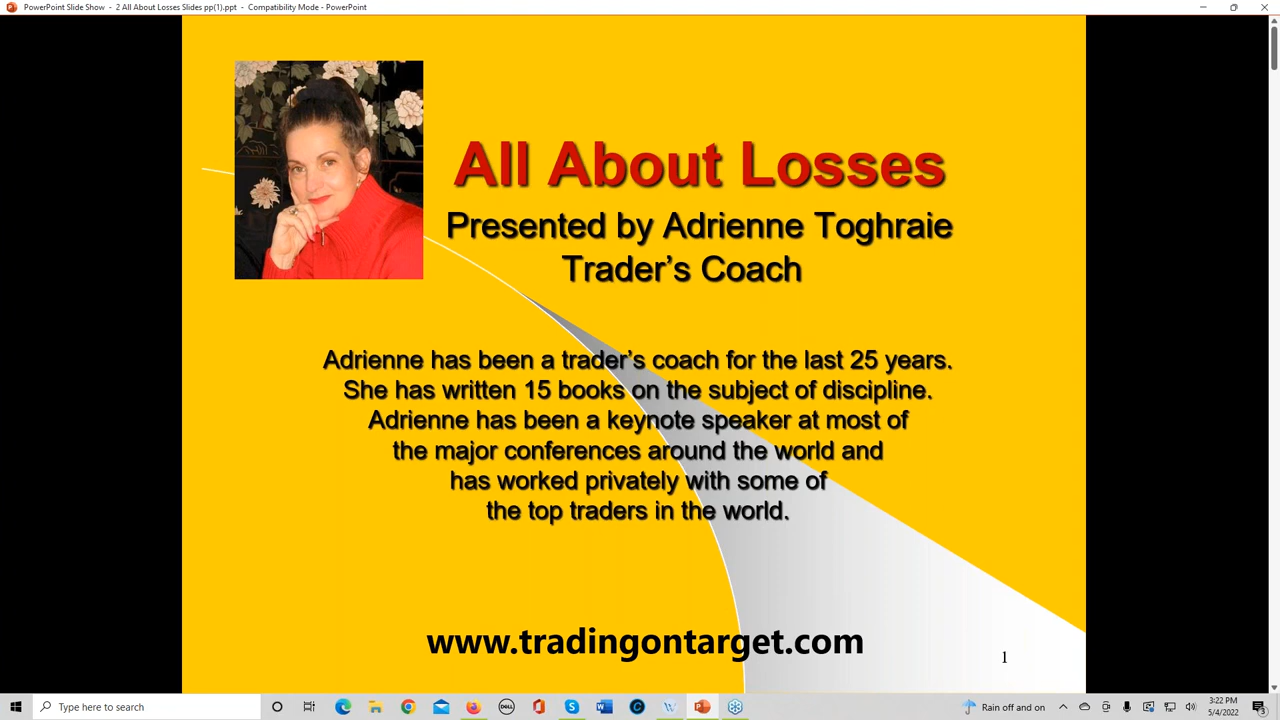 PowerPoint Slide Show - 2 All About Losses Slides pp(1).ppt - Compatibility Mode - PowerPoint
All About Losses
Presented by Adrienne Toghraie
Trader’s Coach
Adrienne has been a trader’s coach for the last 25 years.
She has written 15 books on the subject of discipline.
Adrienne has been a keynote speaker at most of
the major conferences around the world and
has worked privately with some of
the top traders in the world.
www.tradingontarget.com
1
Type here to search
DELL
Rain off and on
3:22 PM
5/4/2022
3